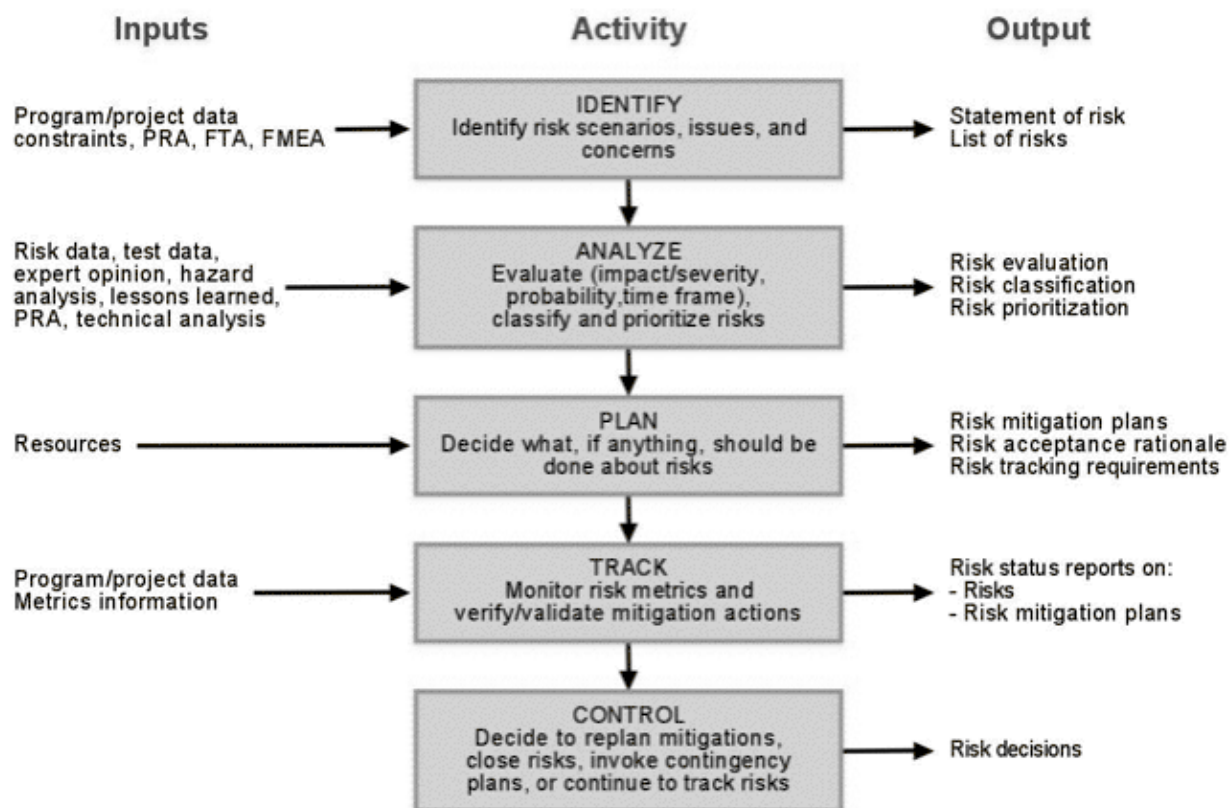 Inputs
Activity
Output
Program/project data
constraints, PRA, FTA, FMEA
IDENTIFY
Identify risk scenarios, issues, and
concerns
Statement of risk
List of risks
Risk data, test data,
expert opinion, hazard
analysis, lessons learned,
PRA, technical analysis
ANALYZE
Evaluate (impact/severity,
probability,time frame),
classify and prioritize risks
Risk evaluation
Risk classification
Risk prioritization
Resources
PLAN
Decide what, if anything, should be
done about risks
Risk mitigation plans
Risk acceptance rationale
Risk tracking requirements
Program/project data
Metrics information
TRACK
Monitor risk metrics and
verify/validate mitigation actions
Risk status reports on:
- Risks
- Risk mitigation plans
CONTROL
Decide to replan mitigations,
close risks, invoke contingency
plans, or continue to track risks
Risk decisions